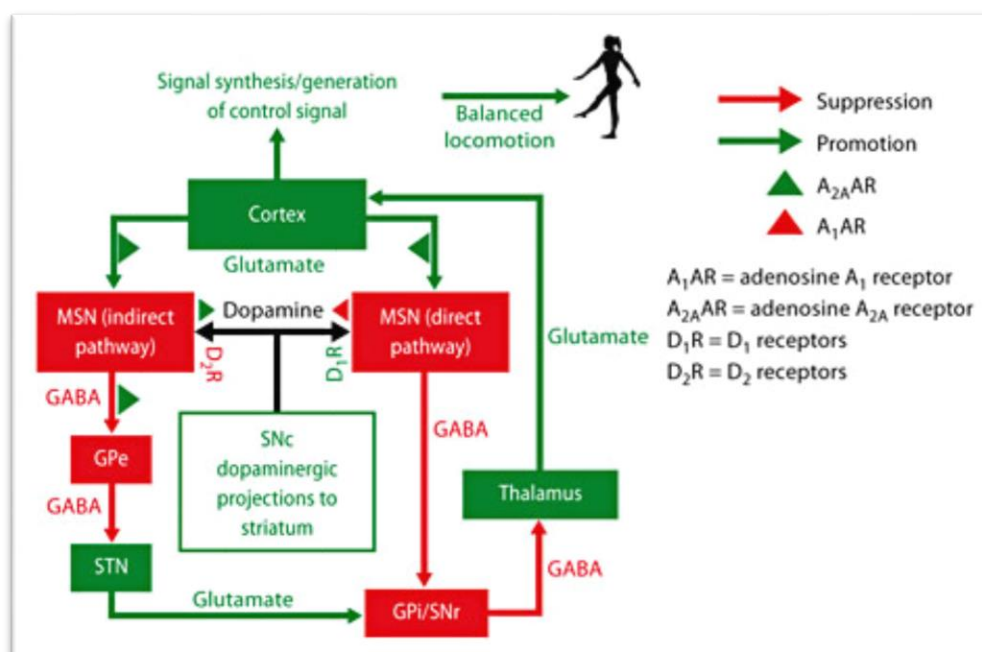 Signal synthesis/generation
of control signal
Balanced
locomotion
Suppression
Promotion
A2AAR
A1AR
Cortex
Glutamate
A1AR = adenosine A1 receptor
A2AAR = adenosine A2A receptor
D1R = D1 receptors
D2R = D2 receptors
MSN (indirect
pathway)
Dopamine
MSN (direct
pathway)
D2R
D1R
Glutamate
GABA
GPe
GABA
STN
SNc
dopaminergic
projections to
striatum
GABA
Thalamus
GABA
Glutamate
GPi/SNr